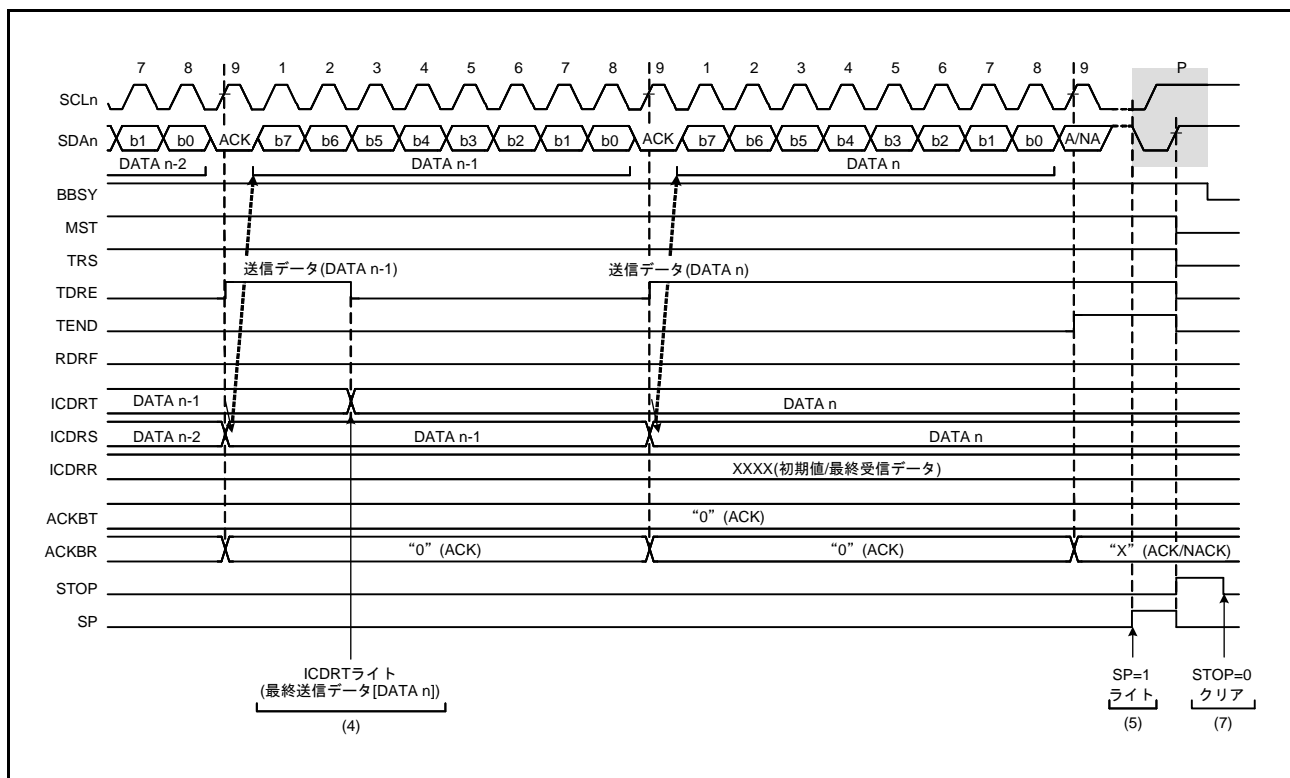 7 8 9 1 2 3 4 5 6 7 8 9 1 2 3 4 5 6 7 8 9 P
SCLn
SDAn b1 b0 ACK b7 b6 b5 b4 b3 b2 b1 b0 ACK b7 b6 b5 b4 b3 b2 b1 b0 A/NA
DATA n-2 DATA n-1 DATA n
BBSY
MST
TRS
送信データ(DATA n-1) 送信データ(DATA n)
TDRE
TEND
RDRF
ICDRT DATA n-1 DATA n
ICDRS DATA n-2 DATA n-1 DATA n
ICDRR XXXX(初期値/最終受信データ)
ACKBT “0” (ACK)
ACKBR “0” (ACK) “0” (ACK) “X” (ACK/NACK)
STOP
SP
ICDRTライト
(最終送信データ[DATA n])
(4)
SP=1
ライト
(5)
STOP=0
クリア
(7)